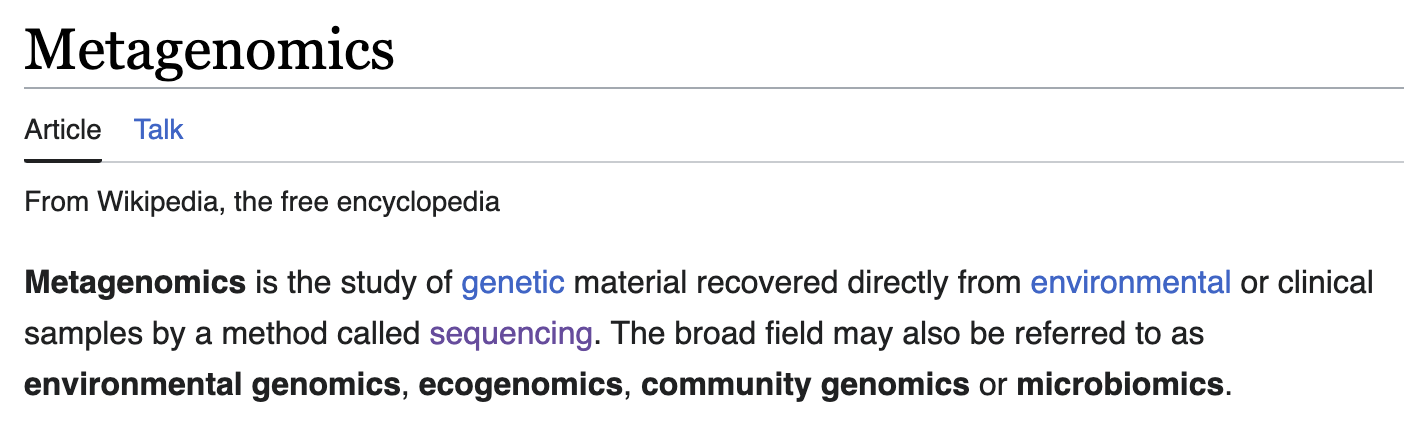 Metagenomics
Article Talk
From Wikipedia, the free encyclopedia
Metagenomics is the study of genetic material recovered directly from environmental or clinical
samples by a method called sequencing. The broad field may also be referred to as
environmental genomics, ecogenomics, community genomics or microbiomics.